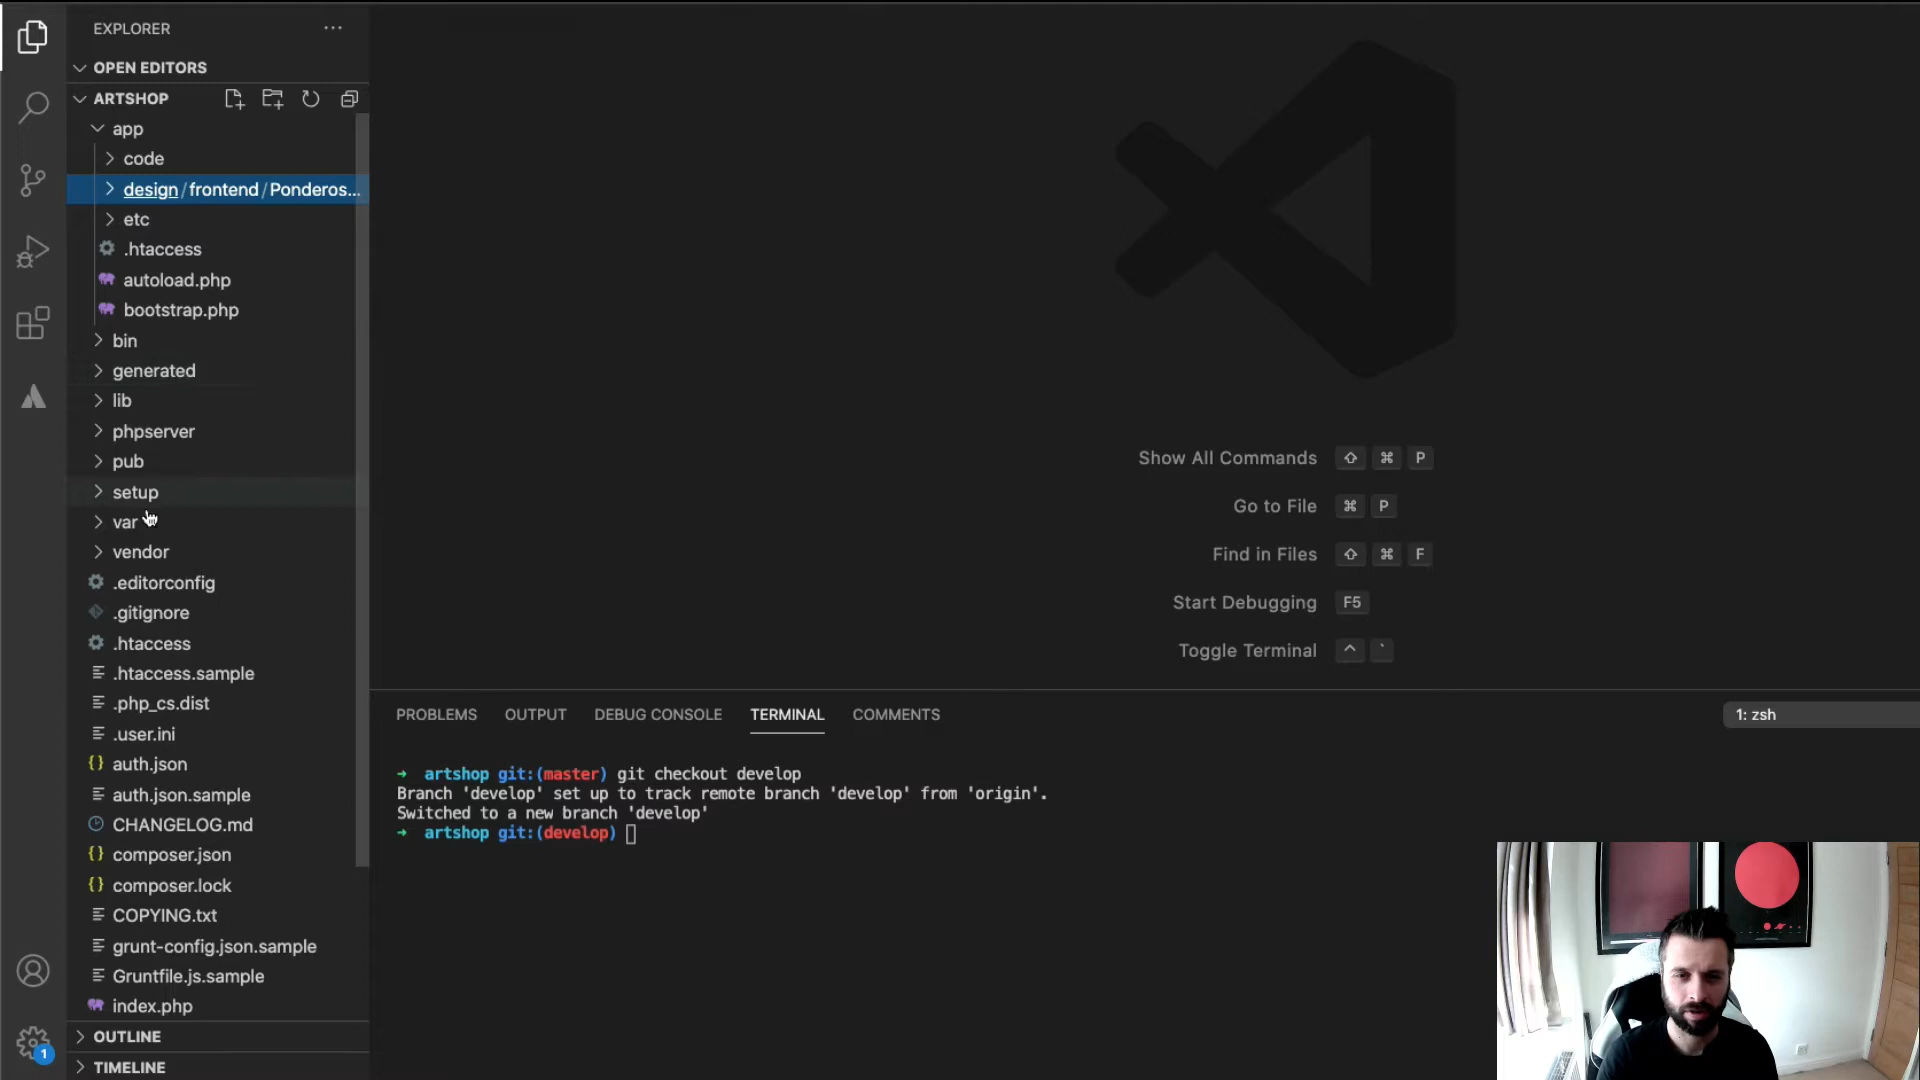 EXPLORER
OPEN EDITORS
ARTSHOP
app
code
design/frontend/Ponderos...
etc
.htaccess
autoload.php
bootstrap.php
bin
generated
lib
phpserver
pub
setup
var
vendor
.editorconfig
.gitignore
.htaccess
.htaccess.sample
.php_cs.dist
.user.ini
auth.json
auth.json.sample
CHANGELOG.md
composer.json
composer.lock
COPYING.txt
grunt-config.json.sample
Gruntfile.js.sample
index.php
OUTLINE
TIMELINE
1
Show All Commands ⇧ ⌘ P
Go to File ⌘ P
Find in Files ⇧ ⌘ F
Start Debugging F5
Toggle Terminal ^ `
PROBLEMS OUTPUT DEBUG CONSOLE TERMINAL COMMENTS
1: zsh
→ artshop git:(master) git checkout develop
Branch 'develop' set up to track remote branch 'develop' from 'origin'.
Switched to a new branch 'develop'
→ artshop git:(develop)